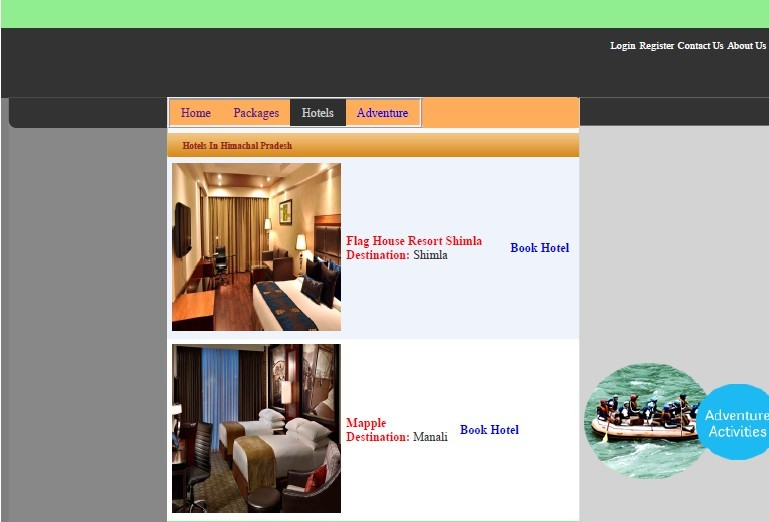 Login Register Contact Us About Us
Home Packages Hotels Adventure
Hotels In Himachal Pradesh
Flag House Resort Shimla
Destination: Shimla
Book Hotel
Mapple
Destination: Manali
Book Hotel
Adventure
Activities